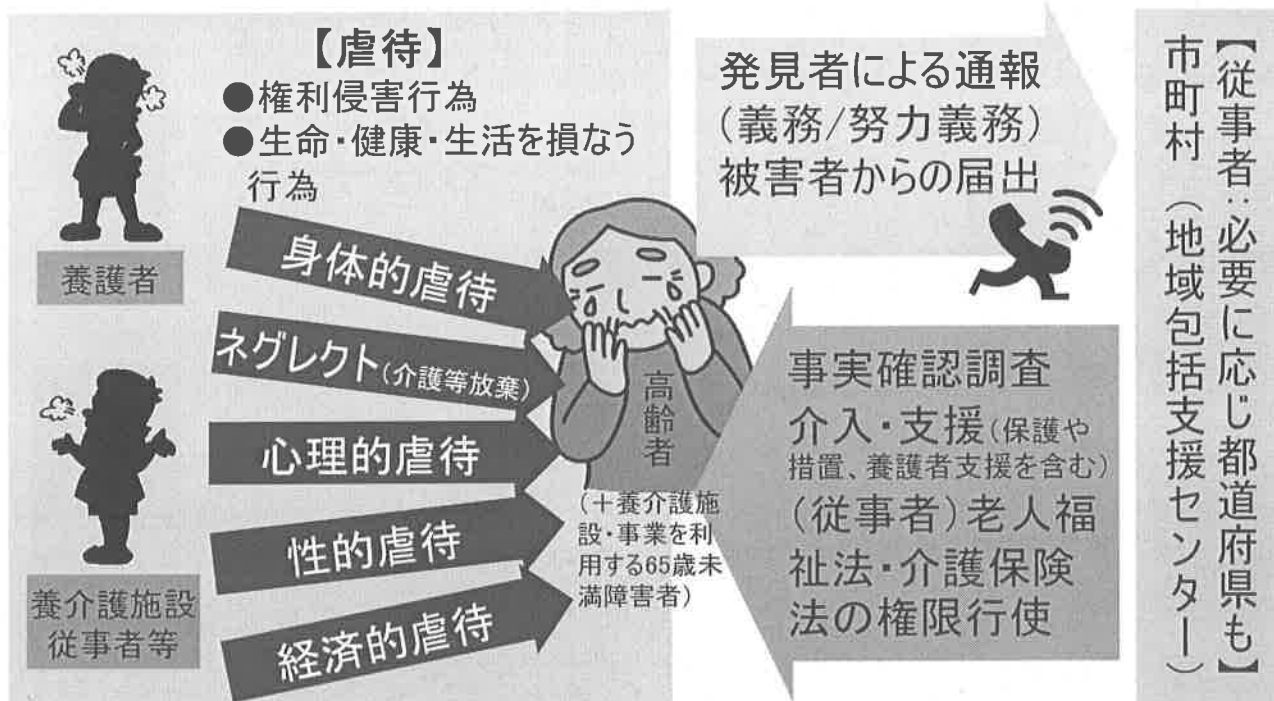 【虐待】
●権利侵害行為
●生命・健康・生活を損なう
行為
養護者
養介護施設
従事者等
身体的虐待
ネグレクト(介護等放棄)
心理的虐待
性的虐待
経済的虐待
高齢者
(＋養介護施
設・事業を利
用する65歳未
満障害者)
発見者による通報
(義務/努力義務)
被害者からの届出
事実確認調査
介入・支援(保護や
措置、養護者支援を含む)
(従事者)老人福
祉法・介護保険
法の権限行使
【従事者：必要に応じ都道府県も】
市町村（地域包括支援センター）